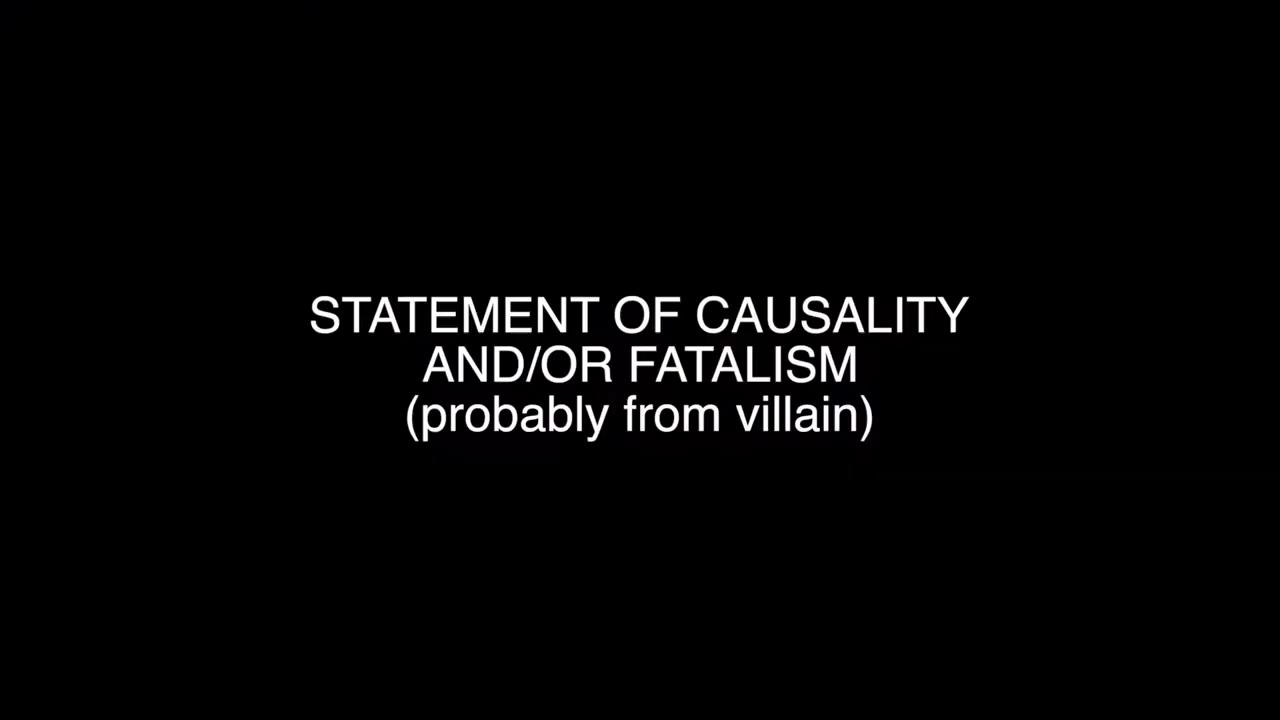 STATEMENT OF CAUSALITY
AND/OR FATALISM
(probably from villain)